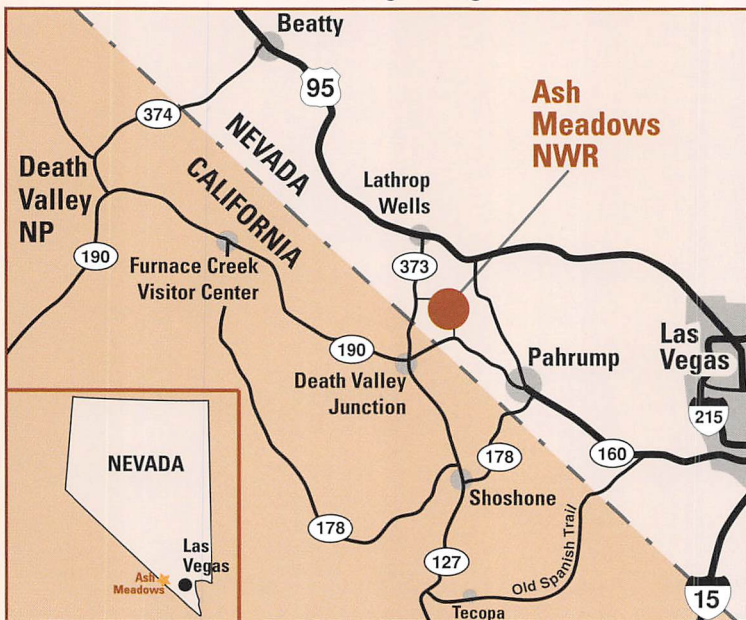 Beatty
95
374
NEVADA
CALIFORNIA
Ash
Meadows
NWR
Death
Valley
NP
Lathrop
Wells
190
Furnace Creek
Visitor Center
373
190
Death Valley
Junction
Pahrump
Las
Vegas
215
178
160
Shoshone
178
127
Old Spanish Trail
Tecopa
15
NEVADA
Las
Vegas
Ash
Meadows